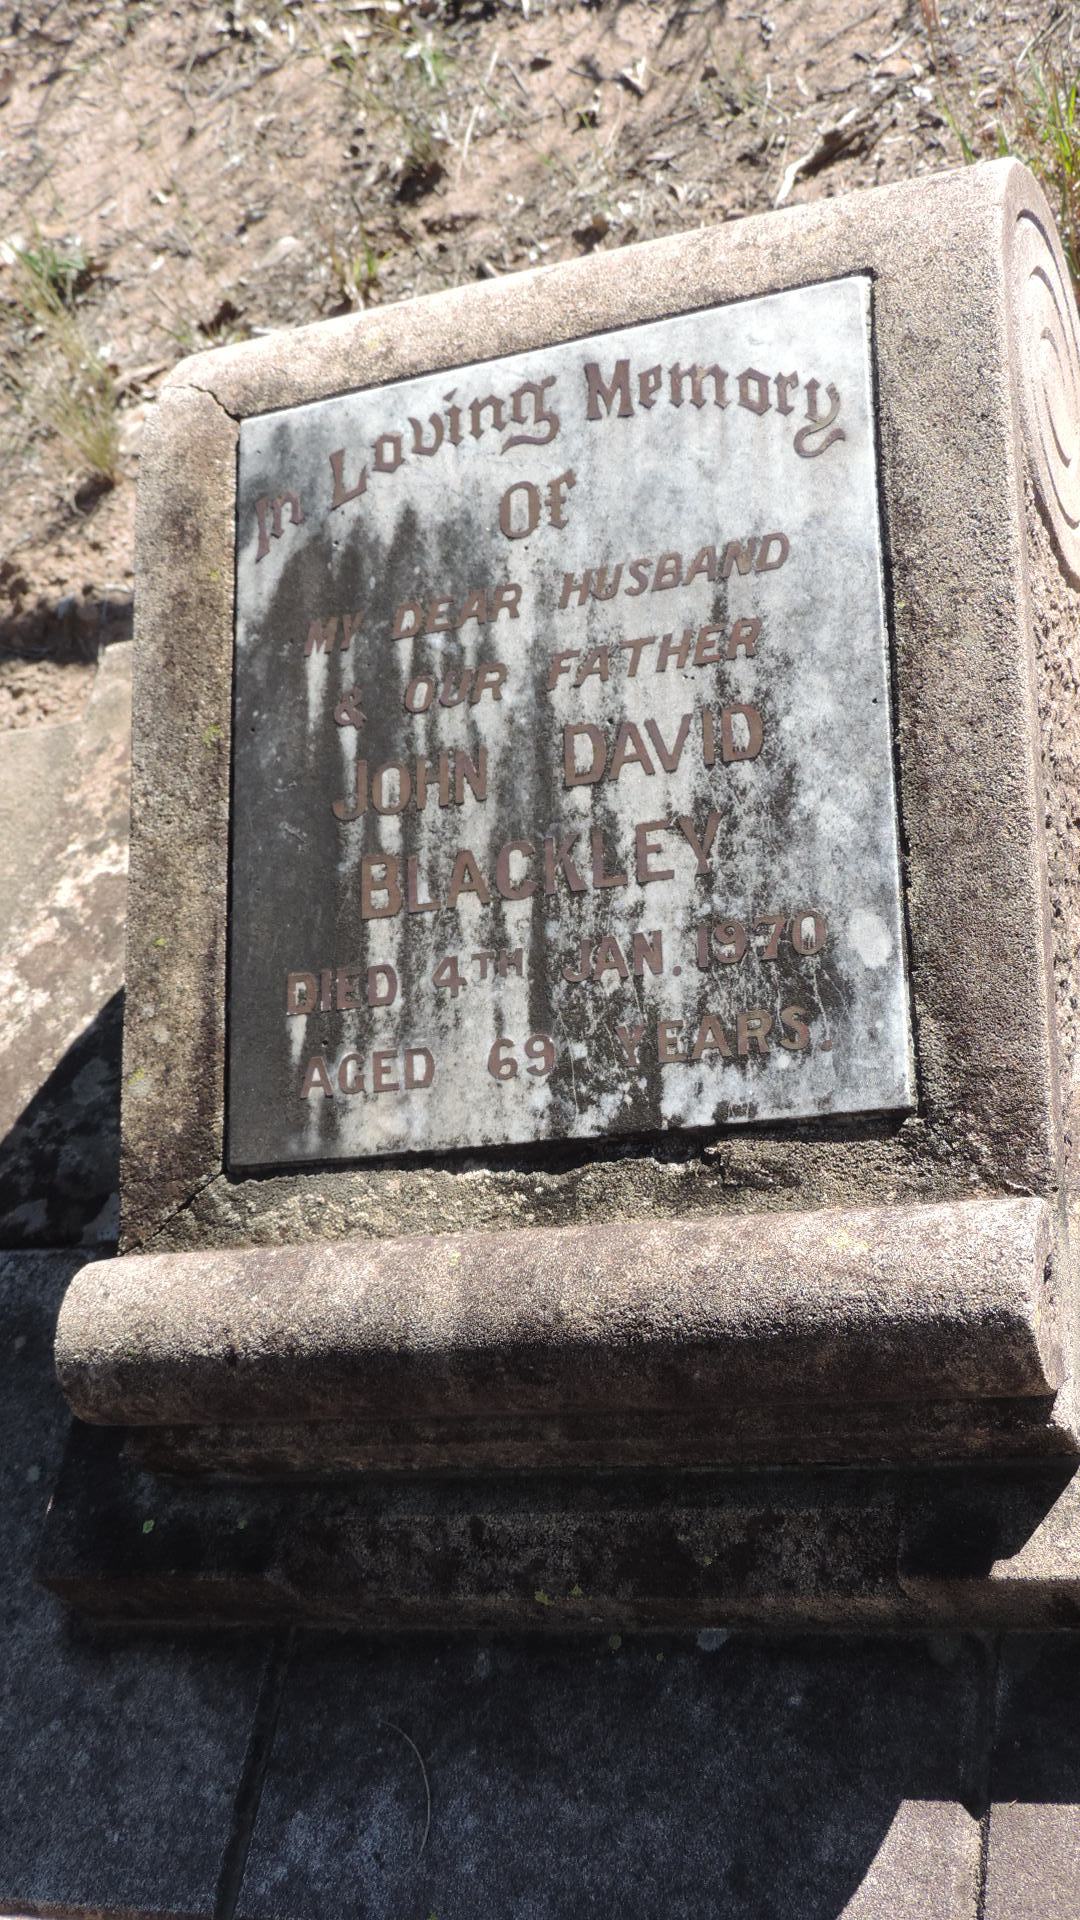 In Loving Memory
Of
MY DEAR HUSBAND
& OUR FATHER
JOHN DAVID
BLACKLEY
DIED 4TH JAN. 1970
AGED 69 YEARS.